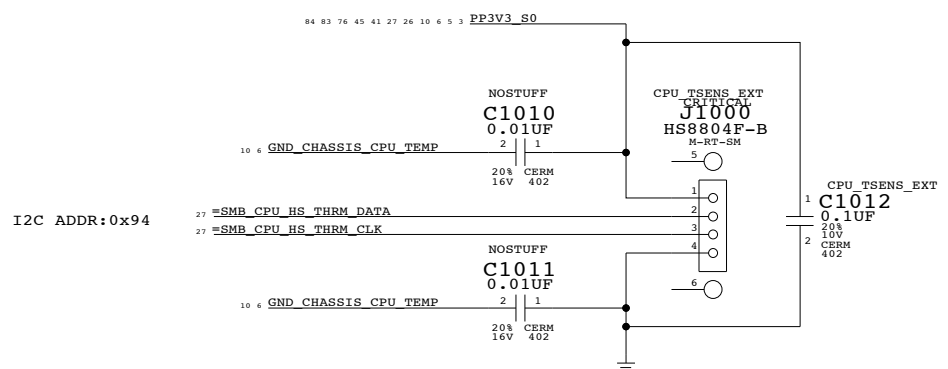 84 83 76 45 41 27 26 10 6 5 3 PP3V3_S0
NOSTUFF
C1010
0.01UF
10 6 GND_CHASSIS_CPU_TEMP
2 1
20% CERM
16V 402
CPU_TSENS_EXT
CRITICAL
J1000
HS8804F-B
M-RT-SM
5
1
2
3
4
6
I2C ADDR:0x94
27 =SMB_CPU_HS_THRM_DATA
27 =SMB_CPU_HS_THRM_CLK
CPU_TSENS_EXT
1
C1012
0.1UF
20%
10V
2
CERM
402
NOSTUFF
C1011
0.01UF
10 6 GND_CHASSIS_CPU_TEMP
2 1
20% CERM
16V 402